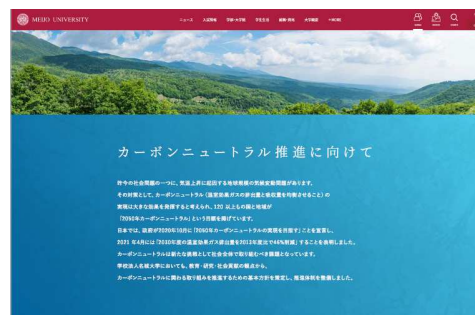 MEIJO UNIVERSITY
ニュース 入試情報 学部・大学院 学生生活 就職・資格 大学概要
カーボンニュートラル推進に向けて
昨今の社会問題の一つに、気温上昇に起因する地球規模の気候変動問題があります。
その対策として、カーボンニュートラル（温室効果ガスの排出量と吸収量を均衡させること）の
実現は大きな効果を発揮すると考えられ、120 以上もの国と地域が
「2050年カーボンニュートラル」という目標を掲げています。
日本では、政府が2020年10月に「2050年カーボンニュートラルの実現を目指す」ことを宣言し、
2021 年4月には「2030年度の温室効果ガス排出量を2013年度比で46%削減」することを表明しました。
カーボンニュートラルは新たな挑戦として社会全体で取り組むべき課題となっています。
学校法人名城大学においても、教育・研究・社会貢献の観点から、
カーボンニュートラルに関わる取り組みを推進するための基本方針を策定し、推進体制を整備しました。